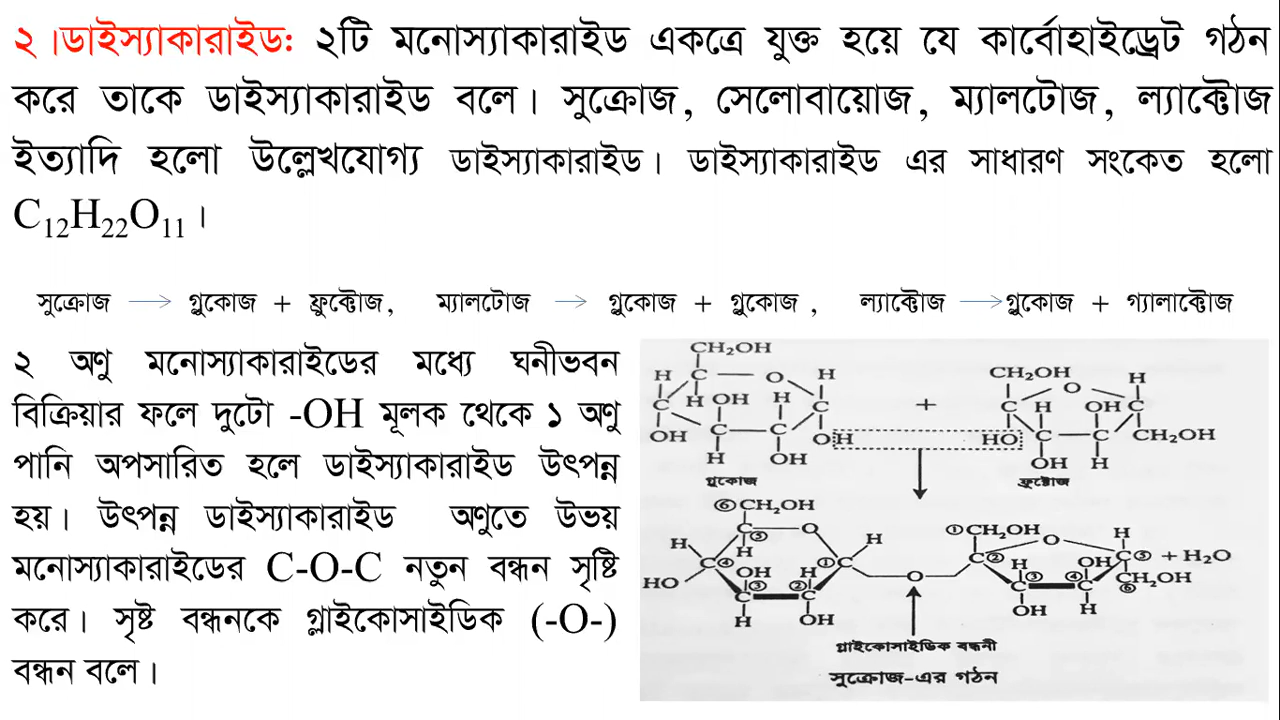 ২।ডাইস্যাকারাইড: ২টি মনোস্যাকারাইড একত্রে যুক্ত হয়ে যে কার্বোহাইড্রেট গঠন
করে তাকে ডাইস্যাকারাইড বলে। সুক্রোজ, সেলোবায়োজ, ম্যালটোজ, ল্যাক্টোজ
ইত্যাদি হলো উল্লেখযোগ্য ডাইস্যাকারাইড। ডাইস্যাকারাইড এর সাধারণ সংকেত হলো
C₁₂H₂₂O₁₁।
সুক্রোজ → গ্লুকোজ + ফ্রুক্টোজ, ম্যালটোজ → গ্লুকোজ + গ্লুকোজ , ল্যাক্টোজ → গ্লুকোজ + গ্যালাক্টোজ
২ অণু মনোস্যাকারাইডের মধ্যে ঘনীভবন
বিক্রিয়ার ফলে দুটো -OH মূলক থেকে ১ অণু
পানি অপসারিত হলে ডাইস্যাকারাইড উৎপন্ন
হয়। উৎপন্ন ডাইস্যাকারাইড অণুতে উভয়
মনোস্যাকারাইডের C-O-C নতুন বন্ধন সৃষ্টি
করে। সৃষ্ট বন্ধনকে গ্লাইকোসাইডিক (-O-)
বন্ধন বলে।
CH₂OH
H C O H
H OH H
C C
OH C C OH
H OH
গ্লুকোজ
+
CH₂OH
O H
C H OH C
HO C C CH₂OH
OH H
ফ্রুক্টোজ
⑥CH₂OH
C O
H ⑤ H
H
④ OH H ①
HO C ③ ② C
H OH
O
①CH₂OH
O H
C ② H OH C ⑤ + H₂O
③ ④ CH₂OH
C C ⑥
OH H
গ্লাইকোসাইডিক বন্ধনী
সুক্রোজ-এর গঠন